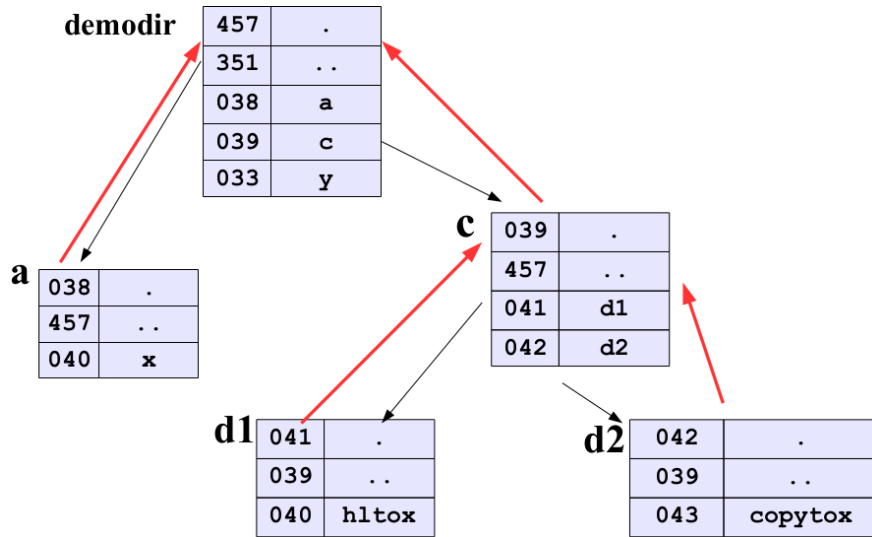 demodir
457 .
351 ..
038 a
039 c
033 y
c
039 .
457 ..
041 d1
042 d2
a
038 .
457 ..
040 x
d1
041 .
039 ..
040 hltox
d2
042 .
039 ..
043 copytox